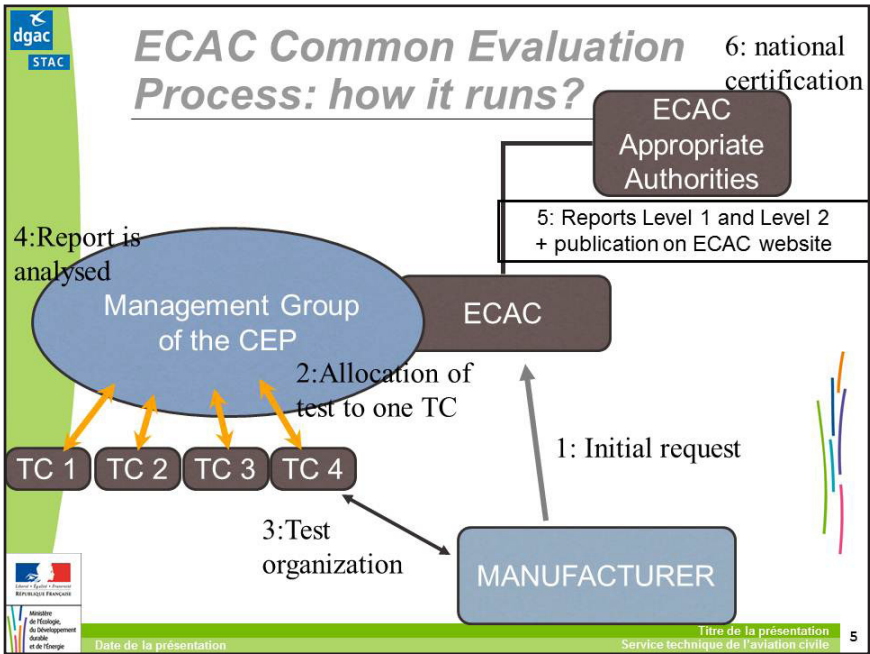 dgac
STAC
ECAC Common Evaluation
Process: how it runs?
6: national
certification
ECAC
Appropriate
Authorities
5: Reports Level 1 and Level 2
+ publication on ECAC website
4:Report is
analysed
Management Group
of the CEP
ECAC
2:Allocation of
test to one TC
TC 1
TC 2
TC 3
TC 4
1: Initial request
3:Test
organization
MANUFACTURER
Liberté • Égalité • Fraternité
RÉPUBLIQUE FRANÇAISE
Ministère
de l'Écologie,
du Développement
durable
et de l'Énergie
Date de la présentation
Titre de la présentation
Service technique de l'aviation civile
5